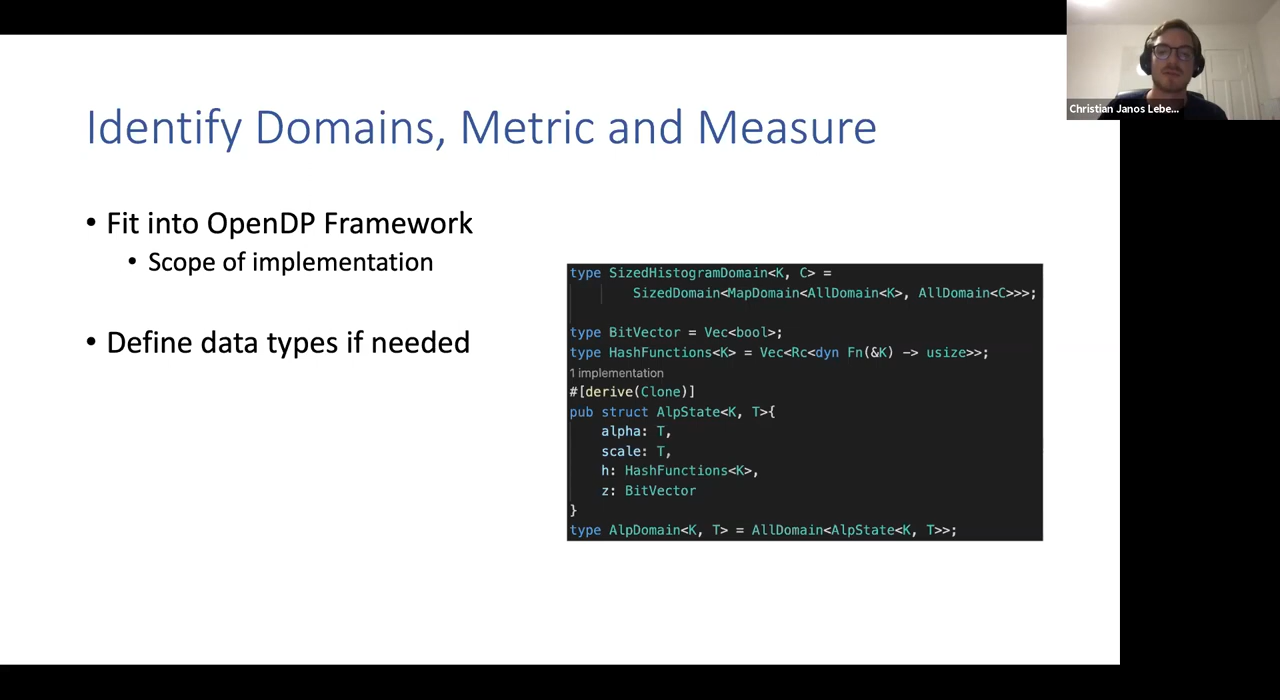 Identify Domains, Metric and Measure
• Fit into OpenDP Framework
• Scope of implementation
• Define data types if needed
type SizedHistogramDomain<K, C> =
SizedDomain<MapDomain<AllDomain<K>, AllDomain<C>>>;
type BitVector = Vec<bool>;
type HashFunctions<K> = Vec<Rc<dyn Fn(&K) -> usize>>;
1 implementation
#[derive(Clone)]
pub struct AlpState<K, T>{
alpha: T,
scale: T,
h: HashFunctions<K>,
z: BitVector
}
type AlpDomain<K, T> = AllDomain<AlpState<K, T>>;
Christian Janos Lebe...